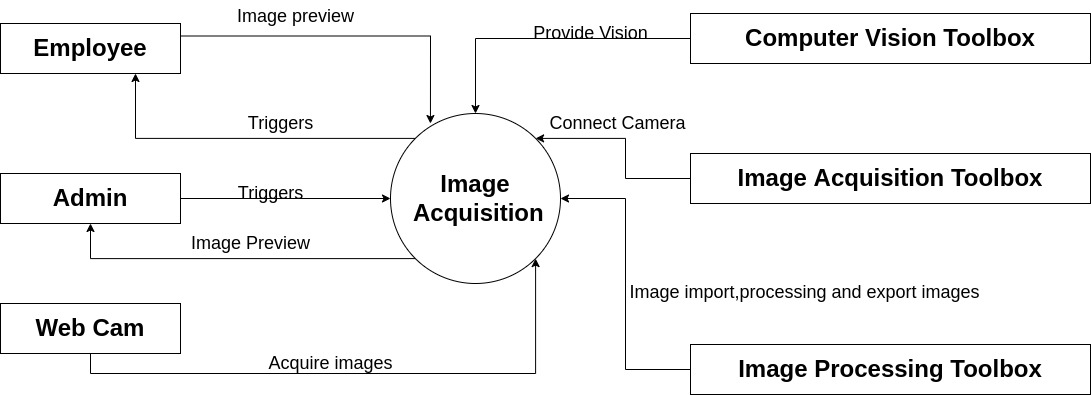 Image preview
Employee
Provide Vision
Computer Vision Toolbox
Triggers
Connect Camera
Admin
Triggers
Image
Acquisition
Image Acquisition Toolbox
Image Preview
Image import,processing and export images
Web Cam
Acquire images
Image Processing Toolbox